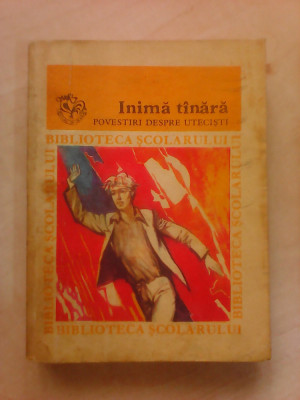 Inimă tînără
POVESTIRI DESPRE UTECIȘTI
BIBLIOTECA ȘCOLARULUI
BIBLIOTECA ȘCOLARULUI
BIBLIOTECA ȘCOLARULUI
BIBLIOTECA ȘCOLARULUI